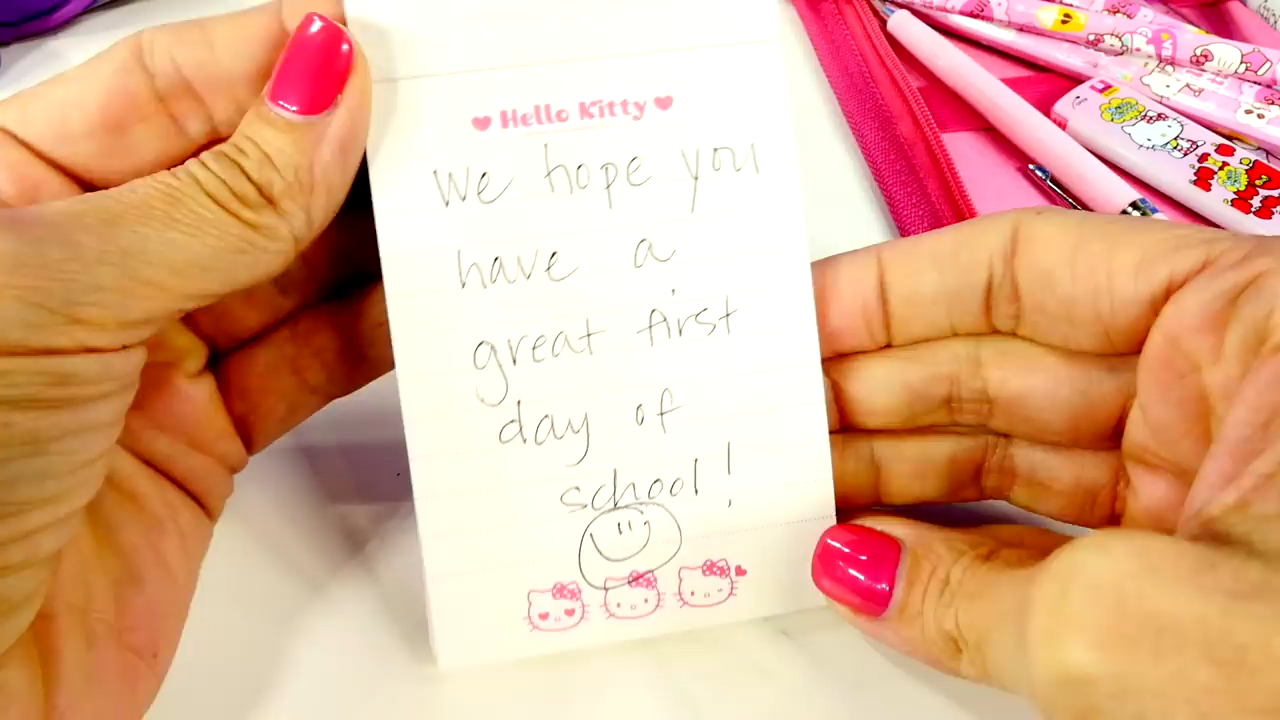 Hello Kitty
we hope you
have a
great first
day of
school!